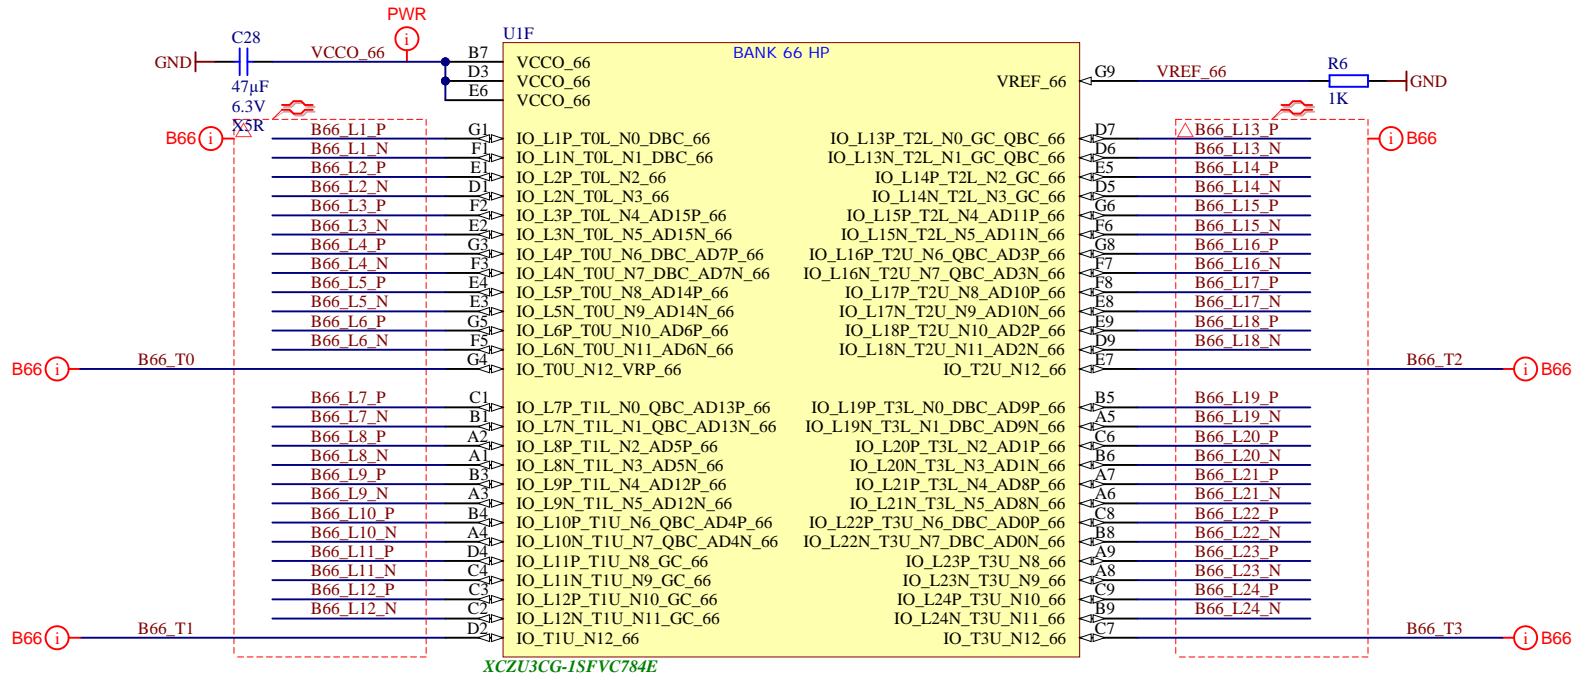 PWR
U1F
BANK 66 HP
C28
GND
VCCO_66
B7
VCCO_66
D3
VCCO_66
E6
VCCO_66
47µF
6.3V
X5R
VREF_66
G9
VREF_66
R6
1K
GND
B66
B66_L1_P G1 IO_L1P_T0L_N0_DBC_66
B66_L1_N F1 IO_L1N_T0L_N1_DBC_66
B66_L2_P E1 IO_L2P_T0L_N2_66
B66_L2_N D1 IO_L2N_T0L_N3_66
B66_L3_P F2 IO_L3P_T0L_N4_AD15P_66
B66_L3_N E2 IO_L3N_T0L_N5_AD15N_66
B66_L4_P G3 IO_L4P_T0U_N6_DBC_AD7P_66
B66_L4_N F3 IO_L4N_T0U_N7_DBC_AD7N_66
B66_L5_P E4 IO_L5P_T0U_N8_AD14P_66
B66_L5_N E3 IO_L5N_T0U_N9_AD14N_66
B66_L6_P G5 IO_L6P_T0U_N10_AD6P_66
B66_L6_N F5 IO_L6N_T0U_N11_AD6N_66
B66 B66_T0 G4 IO_T0U_N12_VRP_66
B66_L7_P C1 IO_L7P_T1L_N0_QBC_AD13P_66
B66_L7_N B1 IO_L7N_T1L_N1_QBC_AD13N_66
B66_L8_P A2 IO_L8P_T1L_N2_AD5P_66
B66_L8_N A1 IO_L8N_T1L_N3_AD5N_66
B66_L9_P B3 IO_L9P_T1L_N4_AD12P_66
B66_L9_N A3 IO_L9N_T1L_N5_AD12N_66
B66_L10_P B4 IO_L10P_T1U_N6_QBC_AD4P_66
B66_L10_N A4 IO_L10N_T1U_N7_QBC_AD4N_66
B66_L11_P D4 IO_L11P_T1U_N8_GC_66
B66_L11_N C4 IO_L11N_T1U_N9_GC_66
B66_L12_P C3 IO_L12P_T1U_N10_GC_66
B66_L12_N C2 IO_L12N_T1U_N11_GC_66
B66 B66_T1 D2 IO_T1U_N12_66
IO_L13P_T2L_N0_GC_QBC_66 D7 B66_L13_P
B66
IO_L13N_T2L_N1_GC_QBC_66 D6 B66_L13_N
IO_L14P_T2L_N2_GC_66 E5 B66_L14_P
IO_L14N_T2L_N3_GC_66 D5 B66_L14_N
IO_L15P_T2L_N4_AD11P_66 G6 B66_L15_P
IO_L15N_T2L_N5_AD11N_66 F6 B66_L15_N
IO_L16P_T2U_N6_QBC_AD3P_66 G8 B66_L16_P
IO_L16N_T2U_N7_QBC_AD3N_66 F7 B66_L16_N
IO_L17P_T2U_N8_AD10P_66 F8 B66_L17_P
IO_L17N_T2U_N9_AD10N_66 E8 B66_L17_N
IO_L18P_T2U_N10_AD2P_66 E9 B66_L18_P
IO_L18N_T2U_N11_AD2N_66 D9 B66_L18_N
IO_T2U_N12_66 E7 B66_T2 B66
IO_L19P_T3L_N0_DBC_AD9P_66 B5 B66_L19_P
IO_L19N_T3L_N1_DBC_AD9N_66 A5 B66_L19_N
IO_L20P_T3L_N2_AD1P_66 C6 B66_L20_P
IO_L20N_T3L_N3_AD1N_66 B6 B66_L20_N
IO_L21P_T3L_N4_AD8P_66 A7 B66_L21_P
IO_L21N_T3L_N5_AD8N_66 A6 B66_L21_N
IO_L22P_T3U_N6_DBC_AD0P_66 C8 B66_L22_P
IO_L22N_T3U_N7_DBC_AD0N_66 B8 B66_L22_N
IO_L23P_T3U_N8_66 A9 B66_L23_P
IO_L23N_T3U_N9_66 A8 B66_L23_N
IO_L24P_T3U_N10_66 C9 B66_L24_P
IO_L24N_T3U_N11_66 B9 B66_L24_N
IO_T3U_N12_66 C7 B66_T3 B66
XCZU3CG-1SFVC784E